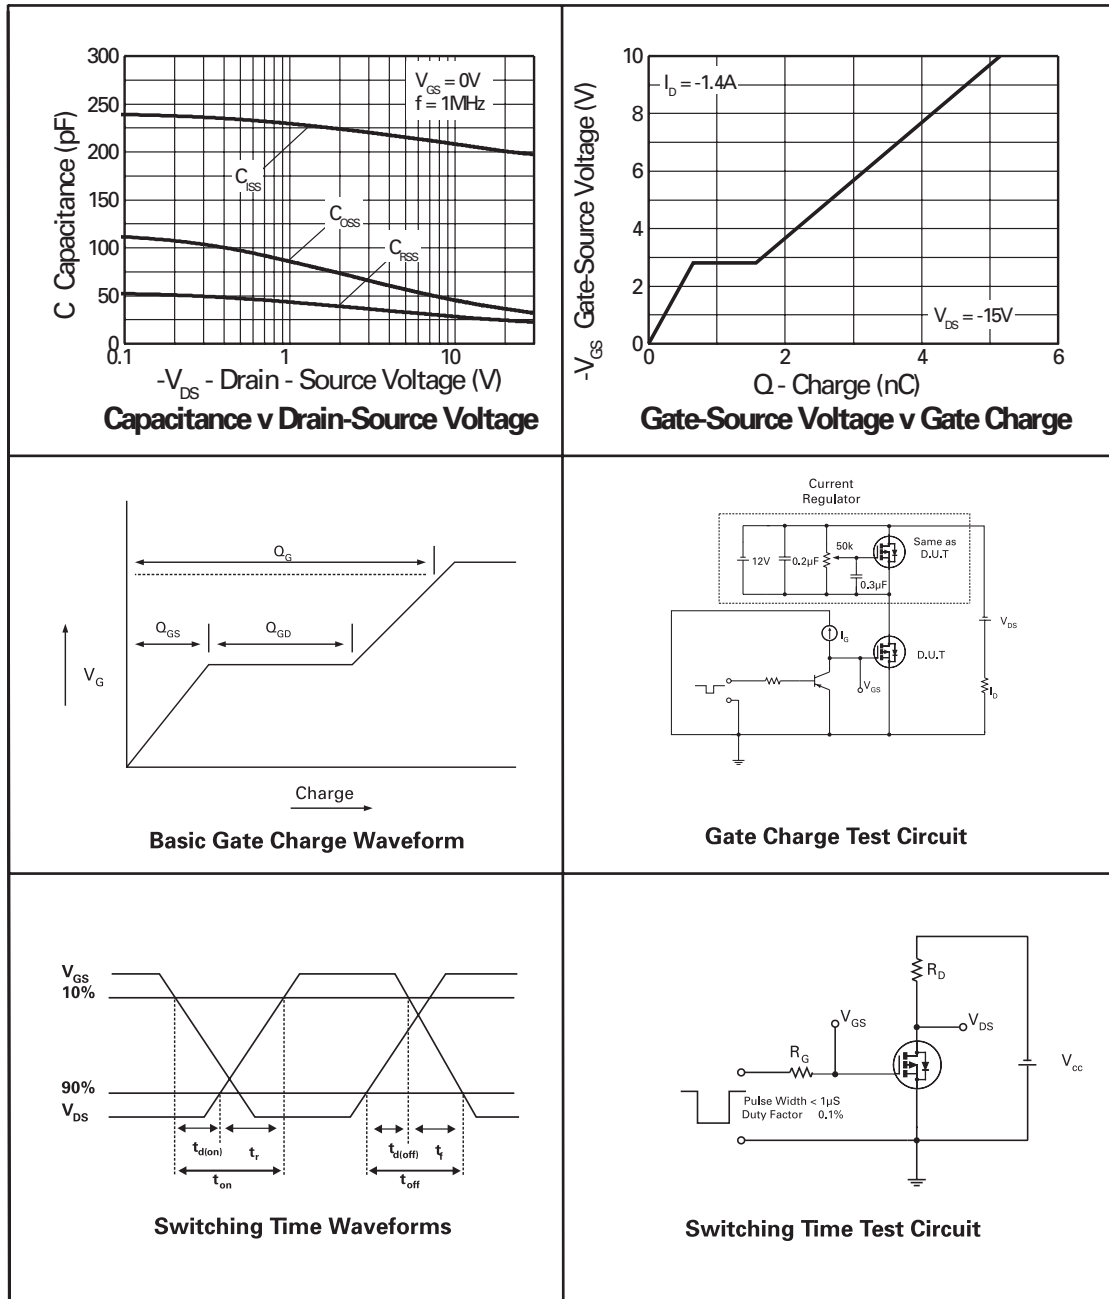 300
250
200
150
100
50
0
0.1
1
10
V_GS = 0V
f = 1MHz
C_ISS
C_OSS
C_RSS
C Capacitance (pF)
-V_DS - Drain - Source Voltage (V)
Capacitance v Drain-Source Voltage
10
8
6
4
2
0
0
2
4
6
I_D = -1.4A
V_DS = -15V
-V_GS Gate-Source Voltage (V)
Q - Charge (nC)
Gate-Source Voltage v Gate Charge
Q_G
Q_GS
Q_GD
V_G
Charge
Basic Gate Charge Waveform
Current
Regulator
12V
0.2µF
50k
0.3µF
Same as
D.U.T
V_DS
I_G
D.U.T
V_GS
I_D
Gate Charge Test Circuit
V_GS
10%
90%
V_DS
t_d(on)
t_r
t_d(off)
t_f
t_on
t_off
Switching Time Waveforms
R_D
V_GS
V_DS
R_G
V_cc
Pulse Width < 1µS
Duty Factor 0.1%
Switching Time Test Circuit